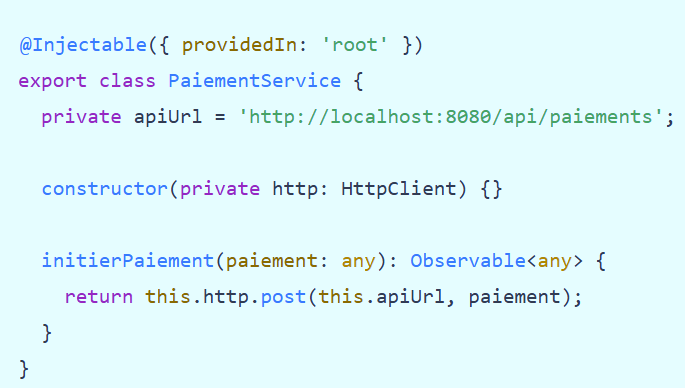 @Injectable({ providedIn: 'root' })
export class PaiementService {
  private apiUrl = 'http://localhost:8080/api/paiements';

  constructor(private http: HttpClient) {}

  initierPaiement(paiement: any): Observable<any> {
    return this.http.post(this.apiUrl, paiement);
  }
}